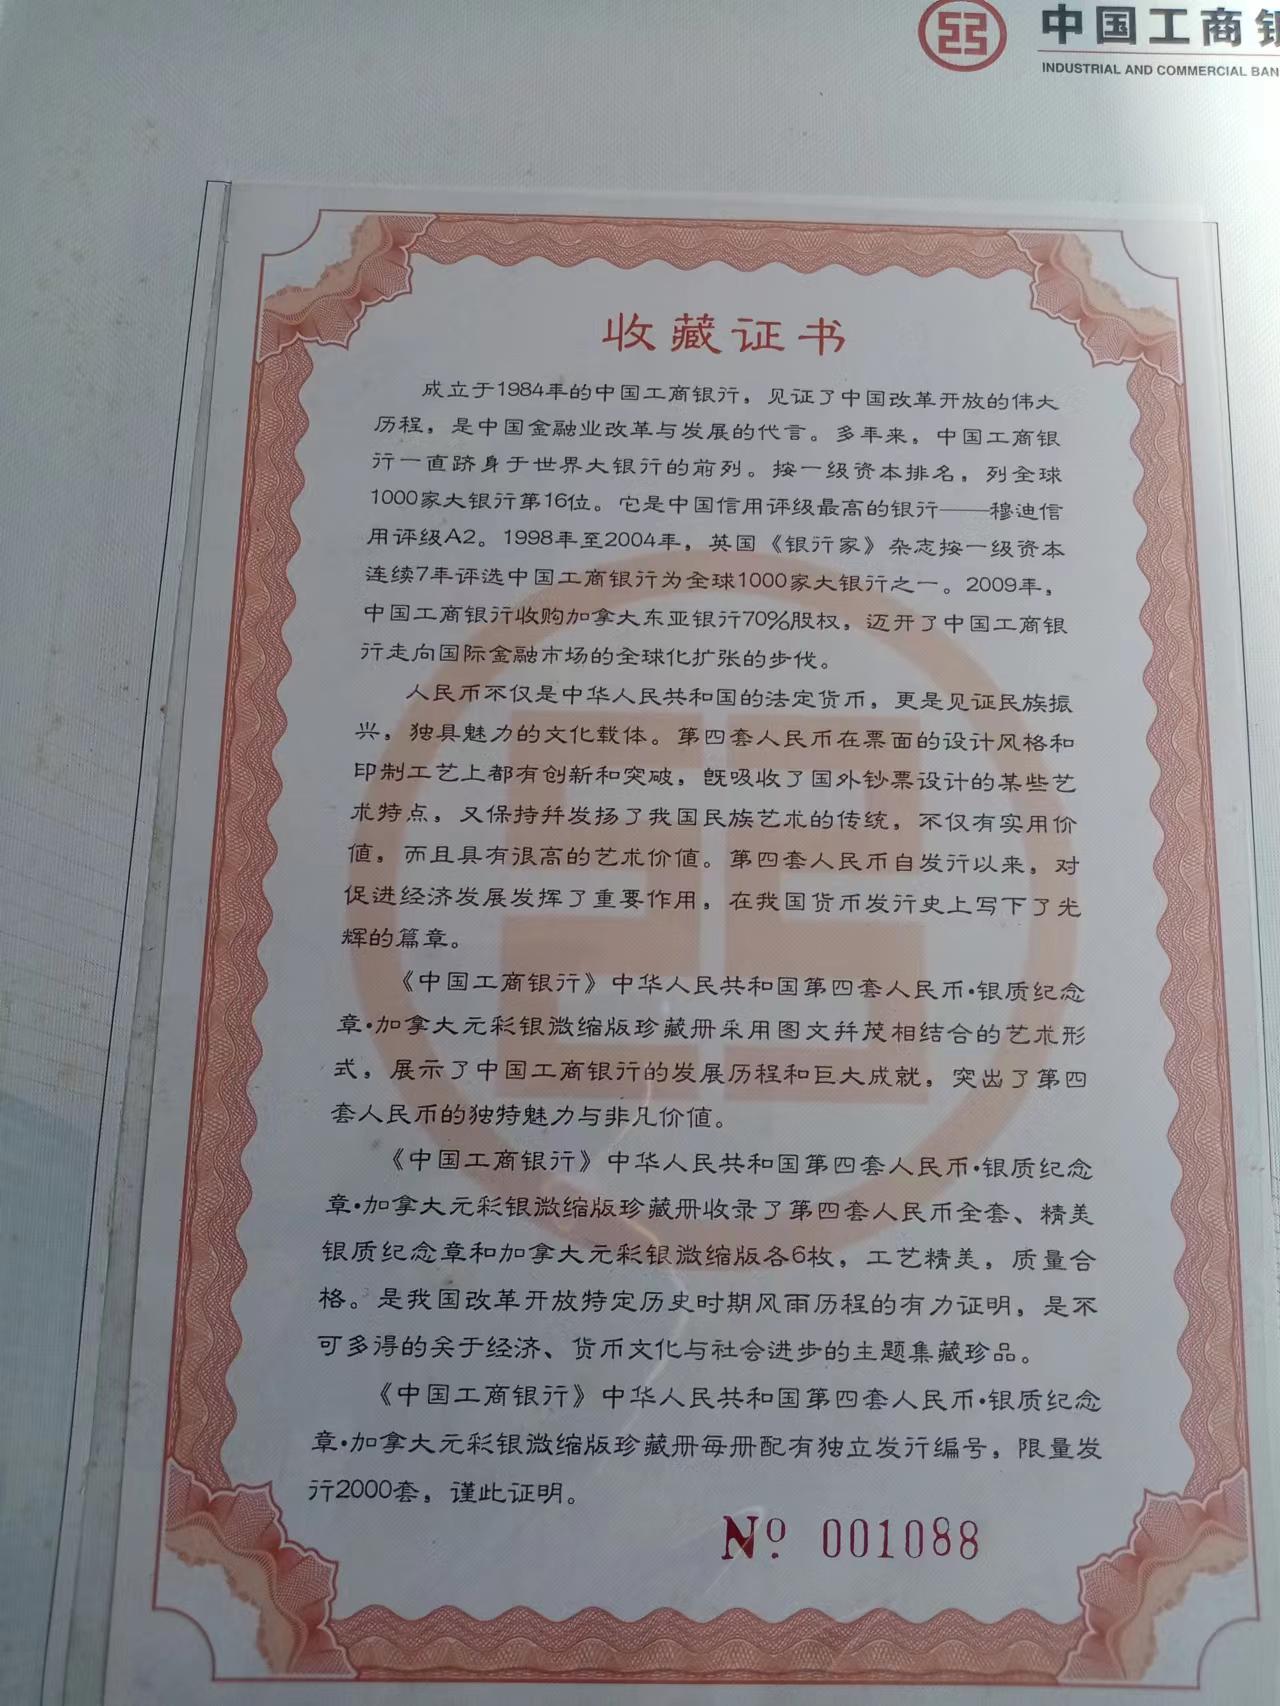 中国工商
INDUSTRIAL AND COMMERCIAL BAN
收藏证书
成立于1984年的中国工商银行，见证了中国改革开放的伟大
历程，是中国金融业改革与发展的代言。多年来，中国工商银
行一直跻身于世界大银行的前列。按一级资本排名，列全球
1000家大银行第16位。它是中国信用评级最高的银行——穆迪信
用评级A2。1998年至2004年，英国《银行家》杂志按一级资本
连续7年评选中国工商银行为全球1000家大银行之一。2009年，
中国工商银行收购加拿大东亚银行70%股权，迈开了中国工商银
行走向国际金融市场的全球化扩张的步伐。
人民币不仅是中华人民共和国的法定货币，更是见证民族振
兴，独具魅力的文化载体。第四套人民币在票面的设计风格和
印制工艺上都有创新和突破，既吸收了国外钞票设计的某些艺
术特点，又保持并发扬了我国民族艺术的传统，不仅有实用价
值，而且具有很高的艺术价值。第四套人民币自发行以来，对
促进经济发展发挥了重要作用，在我国货币发行史上写下了光
辉的篇章。
《中国工商银行》中华人民共和国第四套人民币·银质纪念
章·加拿大元彩银微缩版珍藏册采用图文并茂相结合的艺术形
式，展示了中国工商银行的发展历程和巨大成就，突出了第四
套人民币的独特魅力与非凡价值。
《中国工商银行》中华人民共和国第四套人民币·银质纪念
章·加拿大元彩银微缩版珍藏册收录了第四套人民币全套、精美
银质纪念章和加拿大元彩银微缩版各6枚，工艺精美，质量合
格。是我国改革开放特定历史时期风雨历程的有力证明，是不
可多得的关于经济、货币文化与社会进步的主题集藏珍品。
《中国工商银行》中华人民共和国第四套人民币·银质纪念
章·加拿大元彩银微缩版珍藏册每册配有独立发行编号，限量发
行2000套，谨此证明。
Nº 001088